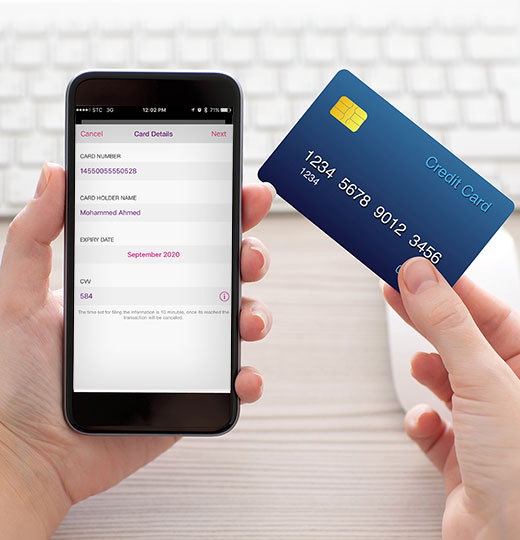 STC 3G 12:02 PM 71%
Cancel Card Details Next
CARD NUMBER
14550055550528
CARD HOLDER NAME
Mohammed Ahmed
EXPIRY DATE
September 2020
CVV
584
The time set for filing the information is 10 minutes, once its reached the
transaction will be canceled.
Credit Card
1234 5678 9012 3456
1234